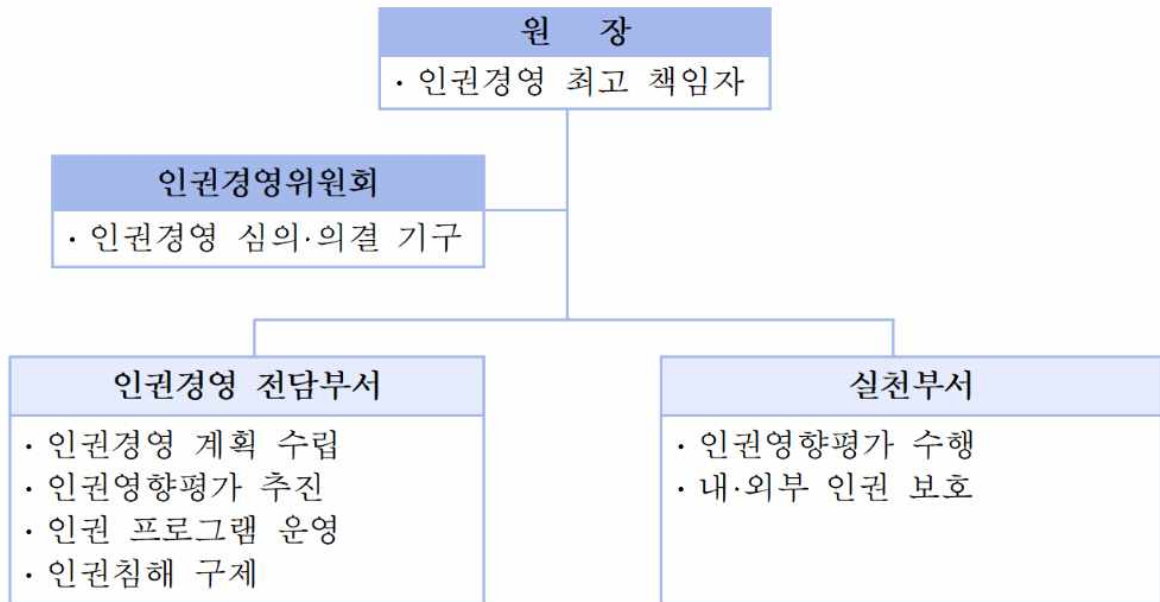 원 장
· 인권경영 최고 책임자
인권경영위원회
· 인권경영 심의·의결 기구
인권경영 전담부서
· 인권경영 계획 수립
· 인권영향평가 추진
· 인권 프로그램 운영
· 인권침해 구제
실천부서
· 인권영향평가 수행
· 내·외부 인권 보호